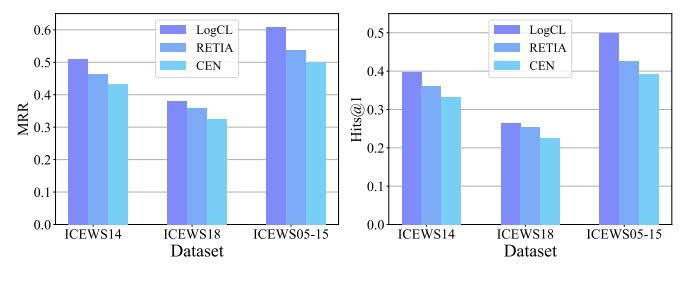 MRR
0.6
0.5
0.4
0.3
0.2
0.1
0.0
LogCL
RETIA
CEN
ICEWS14 ICEWS18 ICEWS05-15
Dataset
Hits@1
0.5
0.4
0.3
0.2
0.1
0.0
LogCL
RETIA
CEN
ICEWS14 ICEWS18 ICEWS05-15
Dataset